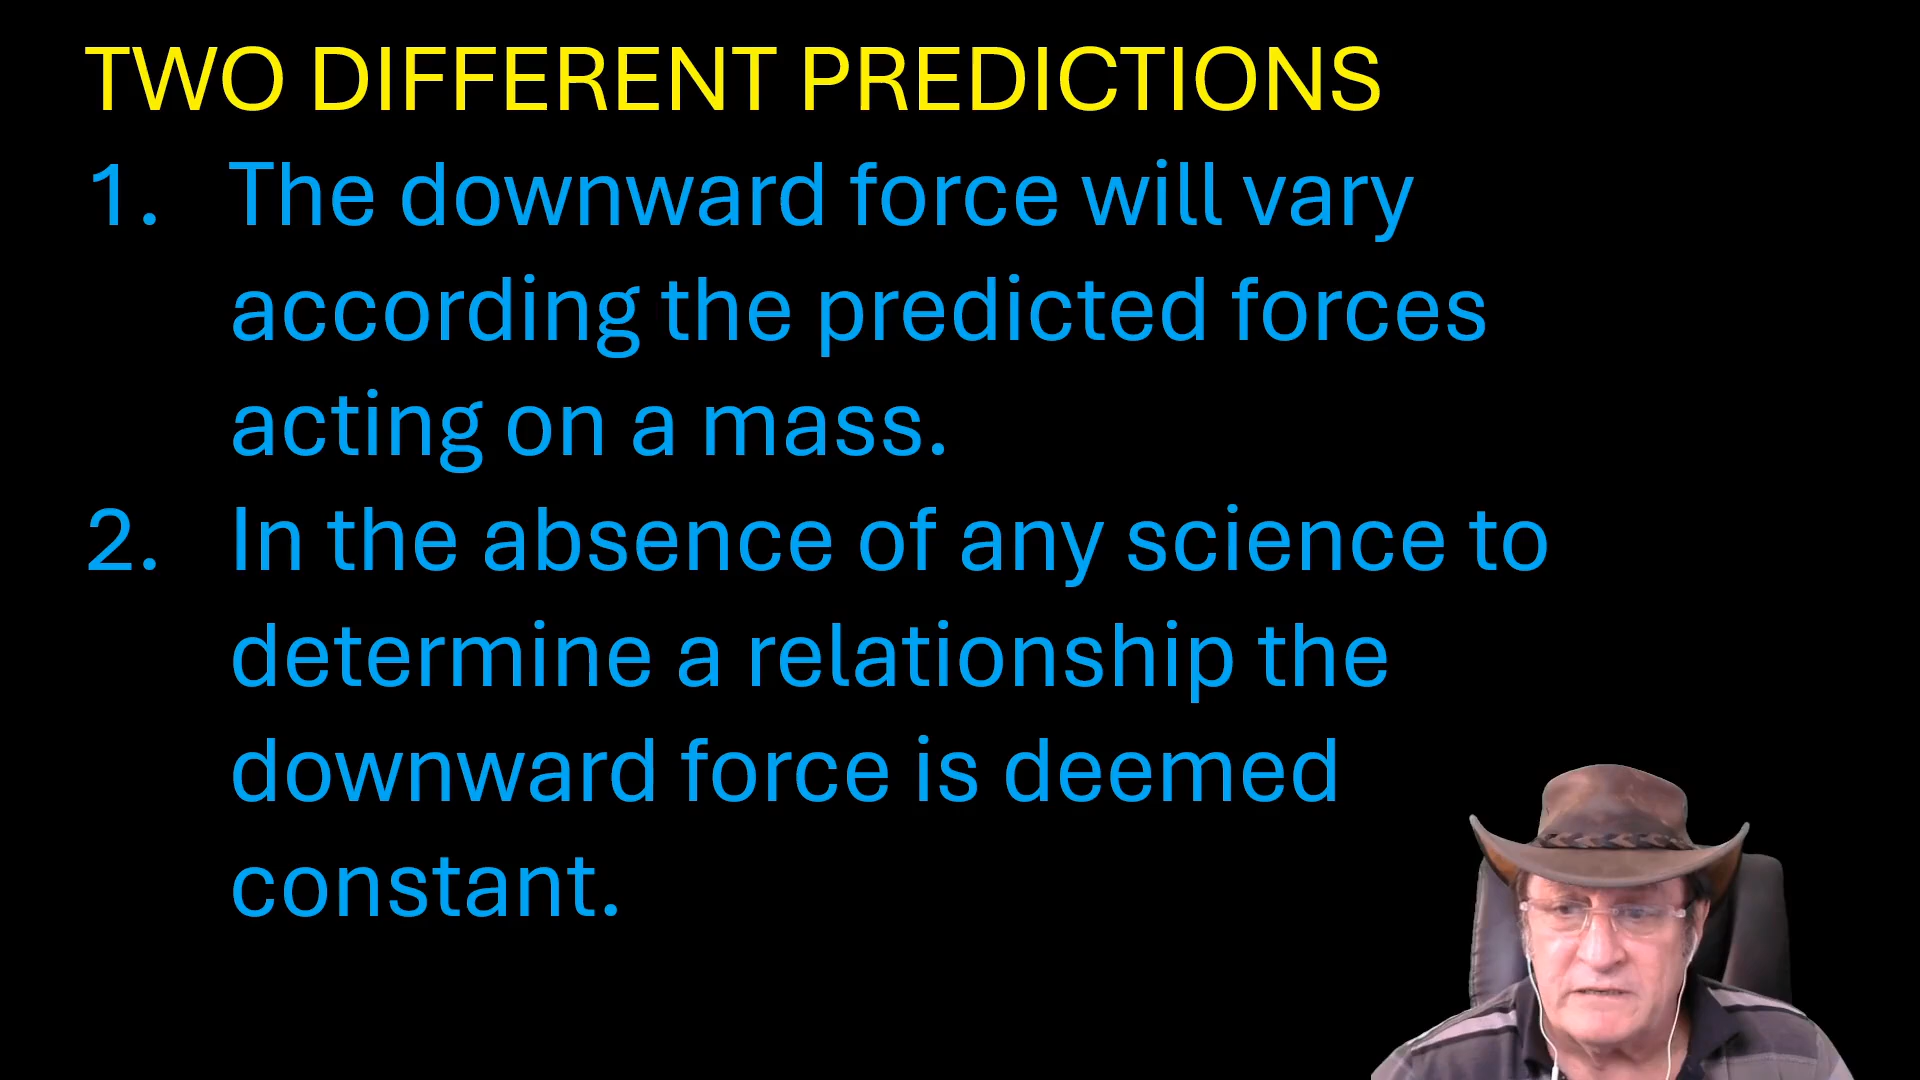 TWO DIFFERENT PREDICTIONS
1. The downward force will vary
according the predicted forces
acting on a mass.
2. In the absence of any science to
determine a relationship the
downward force is deemed
constant.